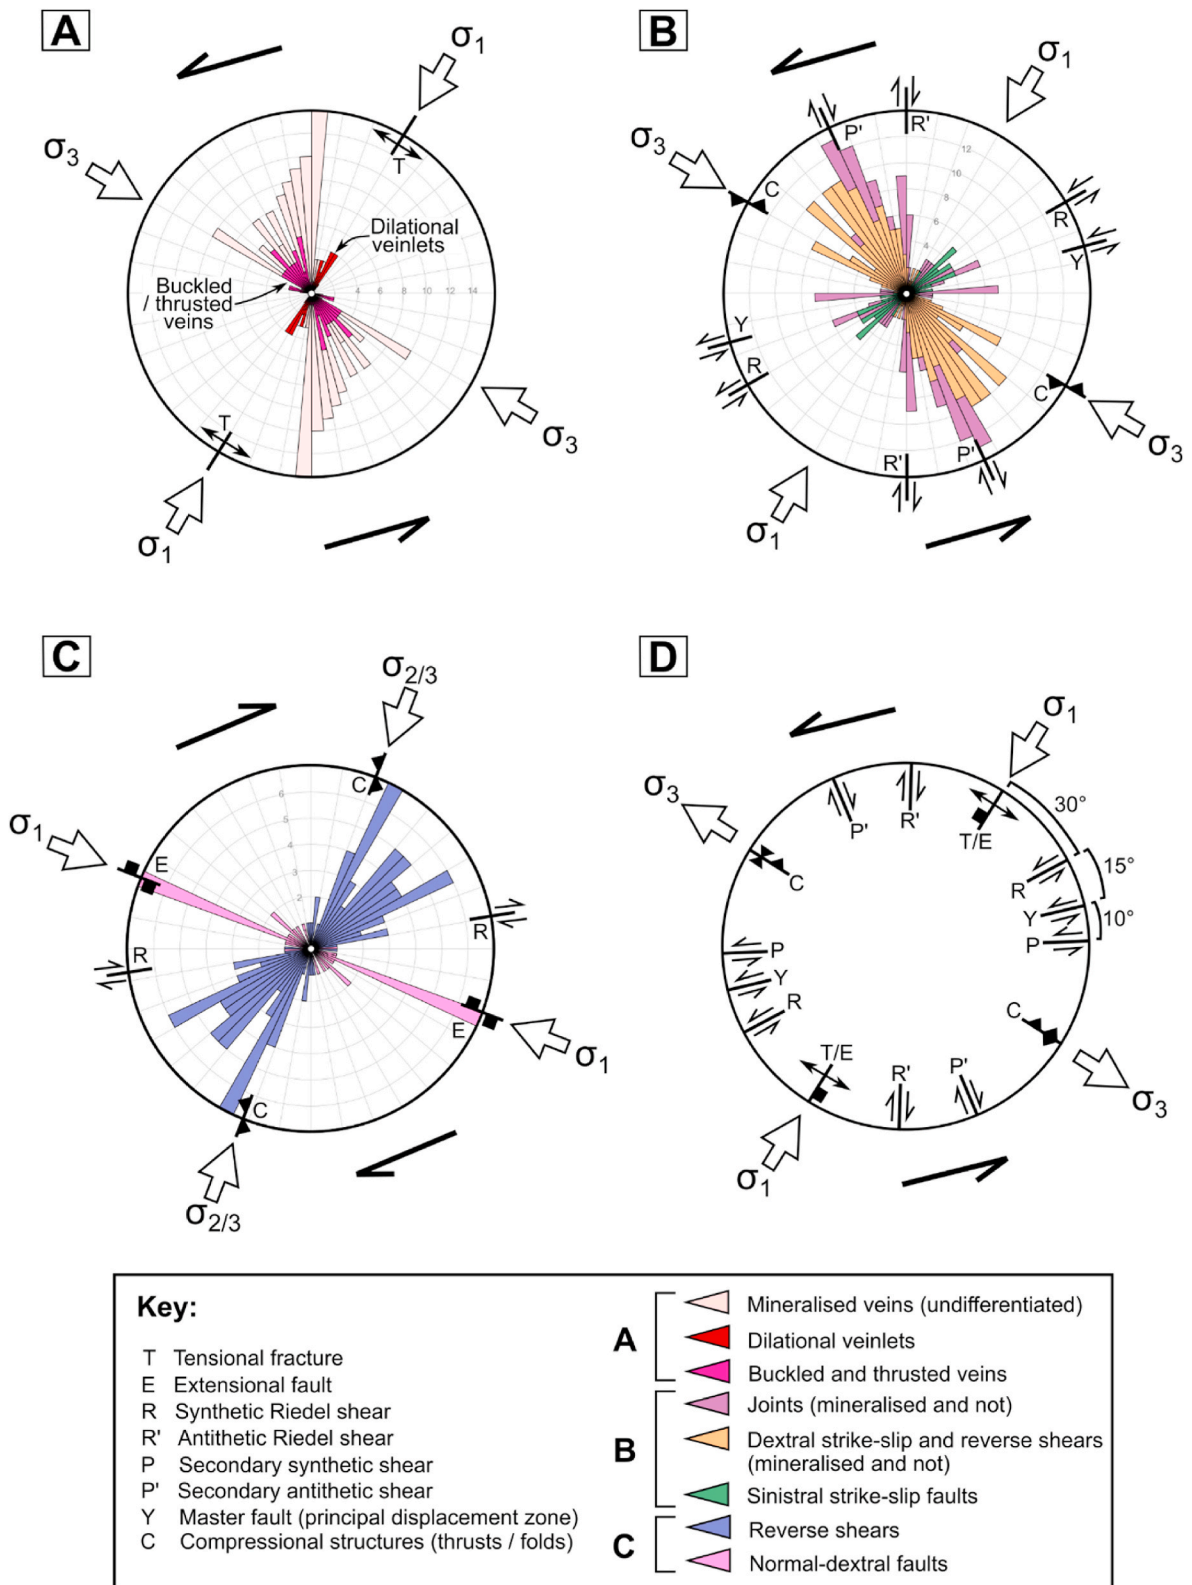 A
σ1
σ3
T
Dilational
veinlets
Buckled
/ thrusted
veins
4 8 10 12 14
T
σ3
σ1
B
σ1
R'
P'
σ3
C
12
10
8
6
4
R
Y
Y
R
C
R'
P'
σ3
σ1
C
σ2/3
C
σ1
E
6
5
4
3
2
R
R
E
σ1
C
σ2/3
D
σ1
σ3
30°
P'
R'
T/E
15°
C
R
Y
10°
P
P
Y
R
C
T/E
R'
P'
σ3
σ1
Key:
T Tensional fracture
E Extensional fault
R Synthetic Riedel shear
R' Antithetic Riedel shear
P Secondary synthetic shear
P' Secondary antithetic shear
Y Master fault (principal displacement zone)
C Compressional structures (thrusts / folds)
A
Mineralised veins (undifferentiated)
Dilational veinlets
Buckled and thrusted veins
B
Joints (mineralised and not)
Dextral strike-slip and reverse shears
(mineralised and not)
Sinistral strike-slip faults
C
Reverse shears
Normal-dextral faults